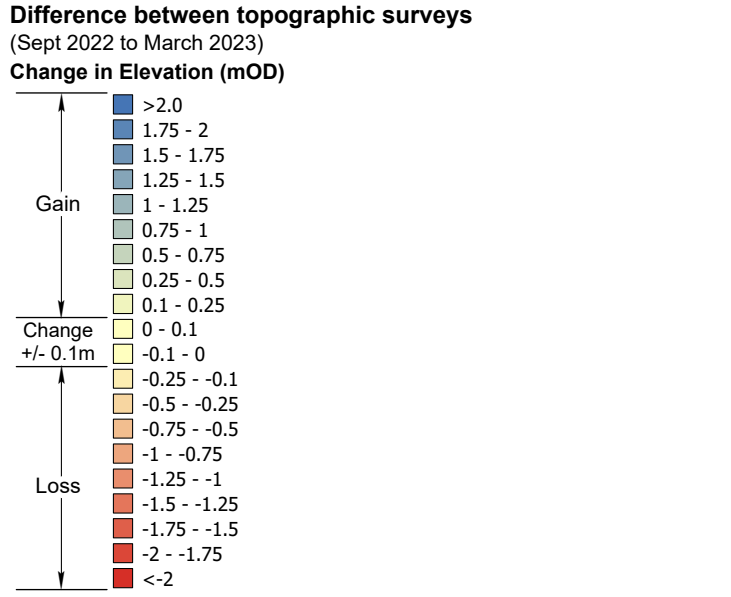 Difference between topographic surveys
(Sept 2022 to March 2023)
Change in Elevation (mOD)
>2.0
1.75 - 2
1.5 - 1.75
1.25 - 1.5
Gain
1 - 1.25
0.75 - 1
0.5 - 0.75
0.25 - 0.5
0.1 - 0.25
Change
+/- 0.1m
0 - 0.1
-0.1 - 0
-0.25 - -0.1
-0.5 - -0.25
-0.75 - -0.5
-1 - -0.75
-1.25 - -1
Loss
-1.5 - -1.25
-1.75 - -1.5
-2 - -1.75
<-2